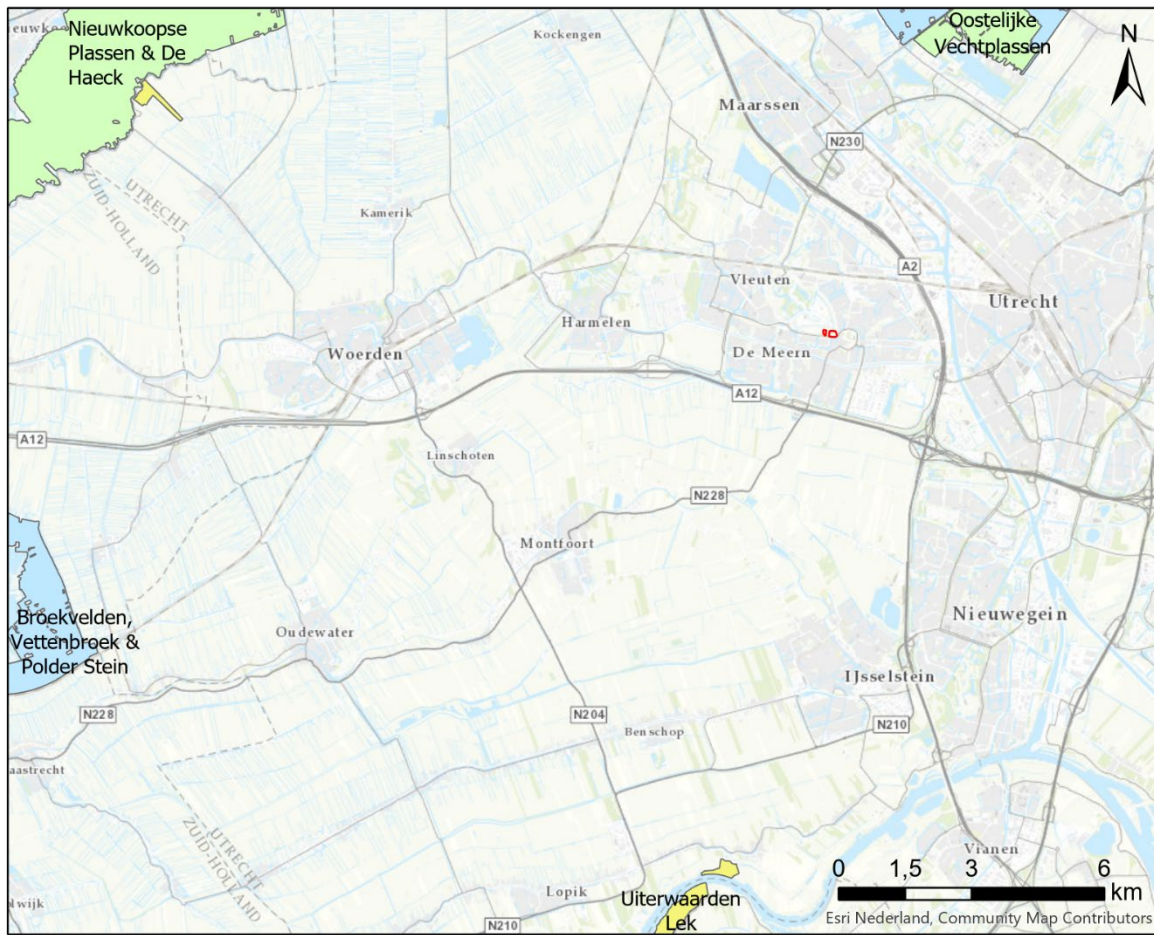 Nieuwkoopse
Plassen & De
Haeck
Kockengen
Oostelijke
Vechtplassen
N
Maarssen
N230
UTRECHT
ZUID-HOLLAND
Kamerik
Vleuten
A2
Utrecht
Harmelen
Woerden
De Meern
A12
A12
Linschoten
N228
Montfoort
Broekvelden,
Vettenbroek &
Polder Stein
Oudewater
Nieuwegein
IJsselstein
N228
N204
Benschop
N210
aastrecht
UTRECHT
ZUID-HOLLAND
Vianen
0 1,5 3 6
km
Lopik
Uiterwaarden
Lek
olwijk
N210
Esri Nederland, Community Map Contributors